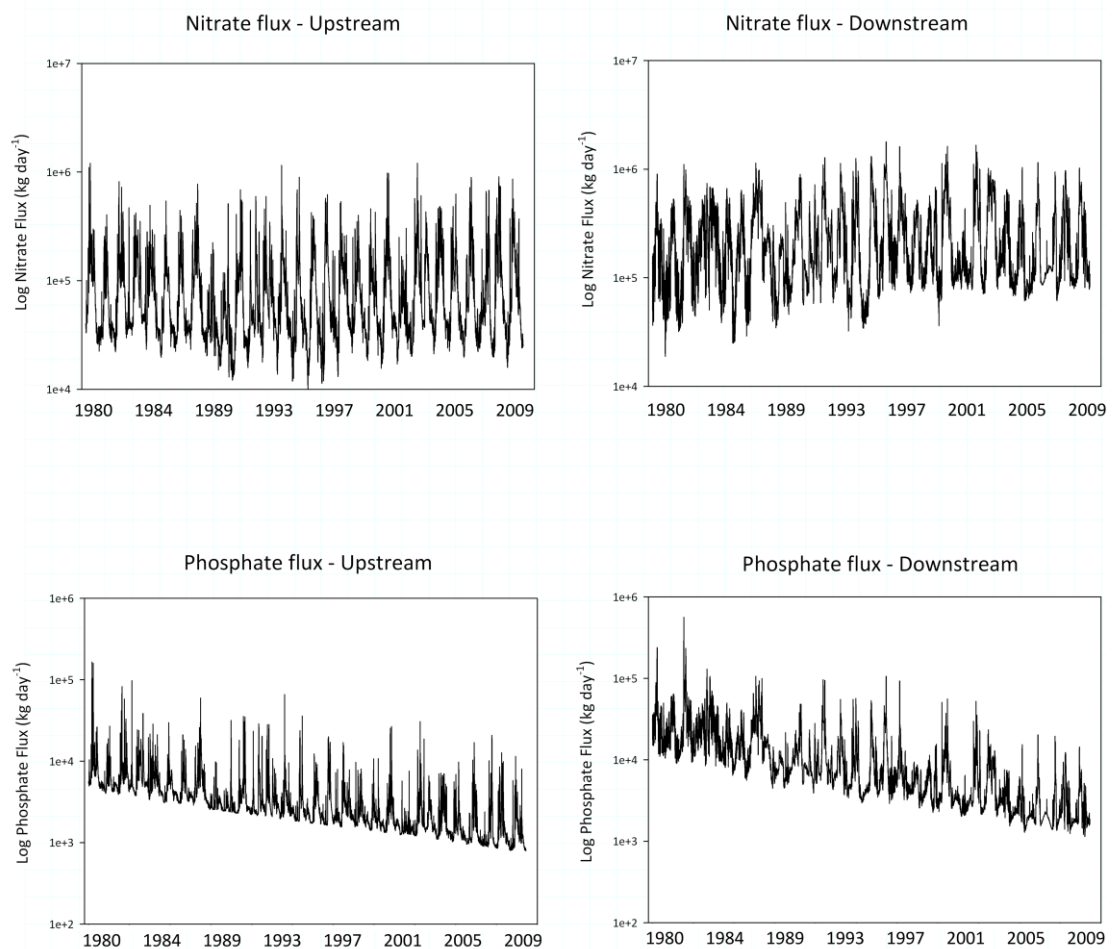 Nitrate flux - Upstream
1e+7
1e+6
1e+5
1e+4
Log Nitrate Flux (kg day-1)
1980 1984 1989 1993 1997 2001 2005 2009
Nitrate flux - Downstream
1e+7
1e+6
1e+5
1e+4
Log Nitrate Flux (kg day-1)
1980 1984 1989 1993 1997 2001 2005 2009
Phosphate flux - Upstream
1e+6
1e+5
1e+4
1e+3
1e+2
Log Phosphate Flux (kg day-1)
1980 1984 1989 1993 1997 2001 2005 2009
Phosphate flux - Downstream
1e+6
1e+5
1e+4
1e+3
1e+2
Log Phosphate Flux (kg day-1)
1980 1984 1989 1993 1997 2001 2005 2009